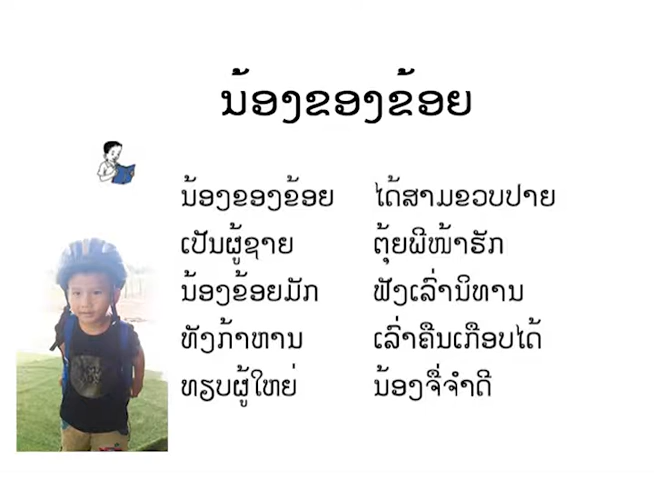 ນ້ອງຂອງຂ້ອຍ
ນ້ອງຂອງຂ້ອຍ ໄດ້ສາມຂວບປາຍ
ເປັນຜູ້ຊາຍ ຕຸ້ຍພີໜ້າຮັກ
ນ້ອງຂ້ອຍມັກ ຟັງເລົ່ານິທານ
ທັງກ້າຫານ ເລົ່າຄືນເກືອບໄດ້
ທຽບຜູ້ໃຫຍ່ ນ້ອງຈື່ຈຳດີ